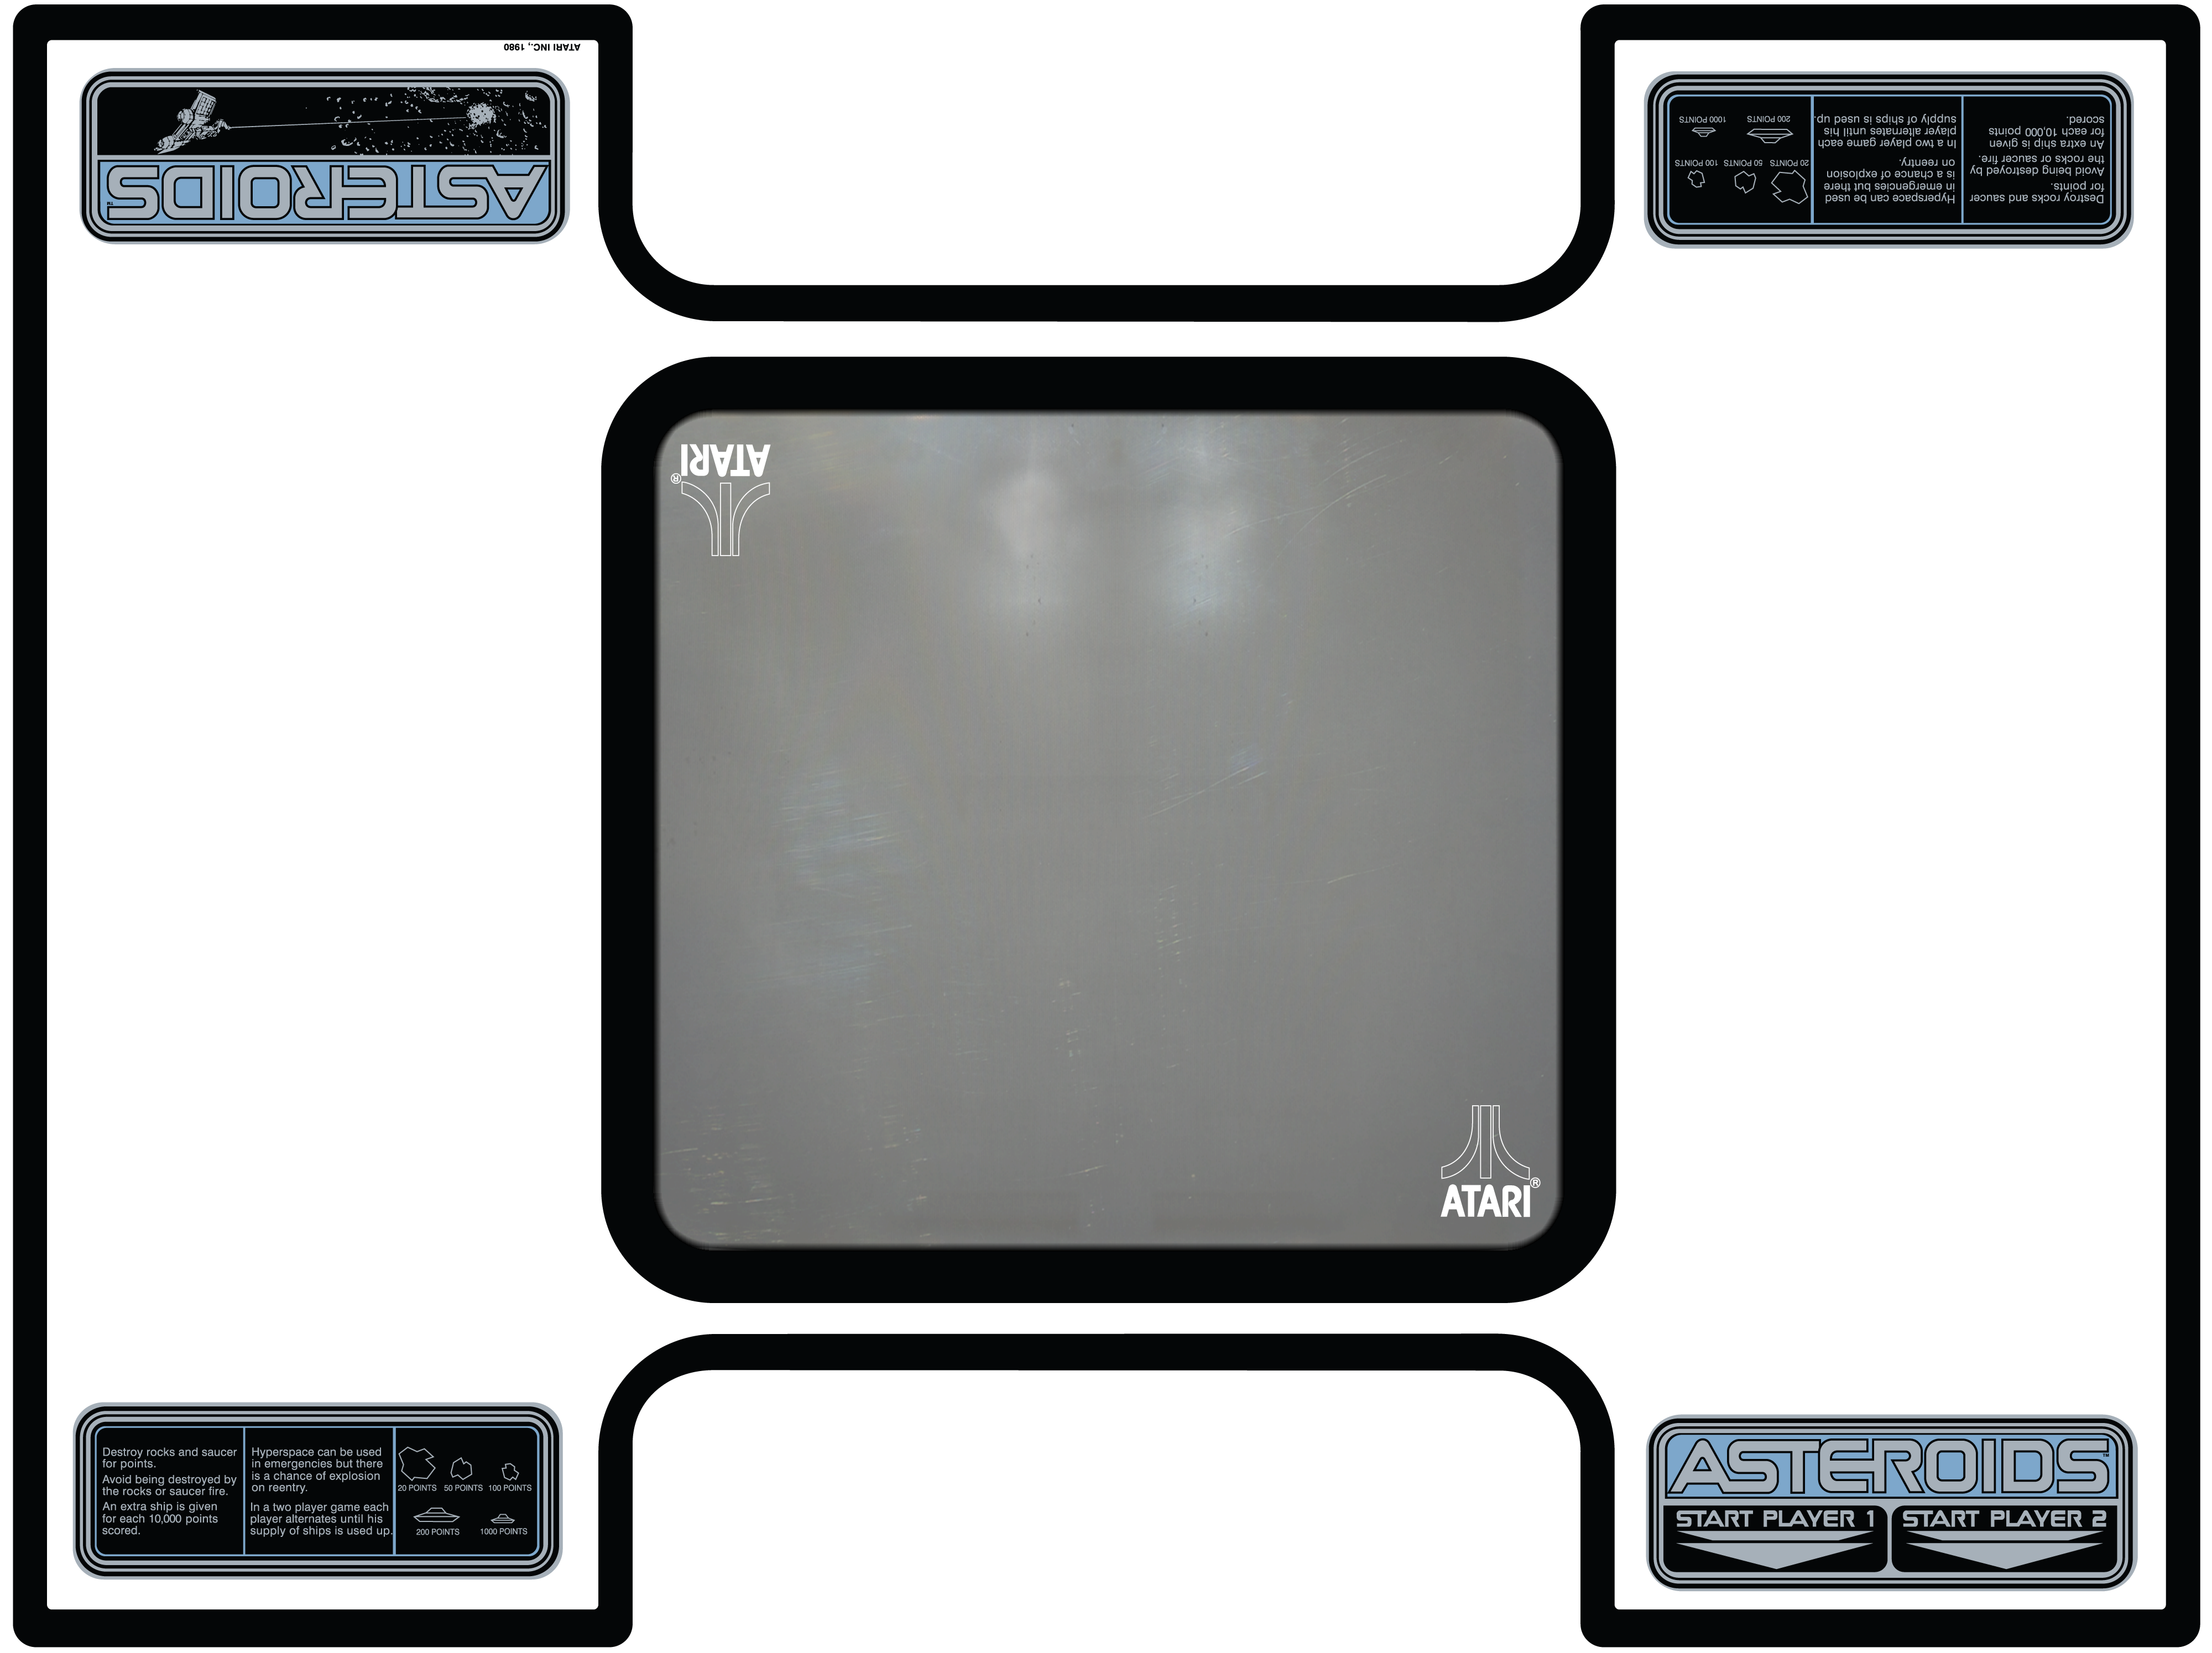 ATARI INC., 1980
ASTEROIDS
TM
Destroy rocks and saucer
for points.
Avoid being destroyed by
the rocks or saucer fire.
An extra ship is given
for each 10,000 points
scored.
Hyperspace can be used
in emergencies but there
is a chance of explosion
on reentry.
In a two player game each
player alternates until his
supply of ships is used up.
20 POINTS 50 POINTS 100 POINTS
200 POINTS 1000 POINTS
ATARI®
ATARI®
Destroy rocks and saucer
for points.
Avoid being destroyed by
the rocks or saucer fire.
An extra ship is given
for each 10,000 points
scored.
Hyperspace can be used
in emergencies but there
is a chance of explosion
on reentry.
In a two player game each
player alternates until his
supply of ships is used up.
20 POINTS 50 POINTS 100 POINTS
200 POINTS 1000 POINTS
ASTEROIDS
TM
START PLAYER 1
START PLAYER 2